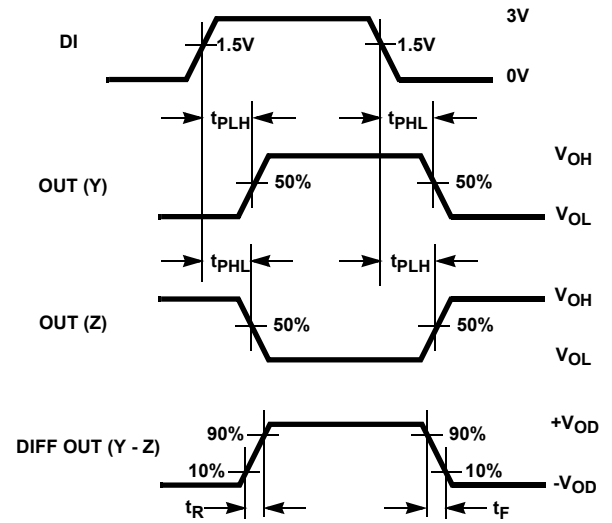 3V
DI
1.5V
1.5V
0V
tPLH
tPHL
VOH
OUT (Y)
50%
50%
VOL
tPHL
tPLH
VOH
OUT (Z)
50%
50%
VOL
+VOD
DIFF OUT (Y - Z)
90%
90%
10%
10%
-VOD
tR
tF